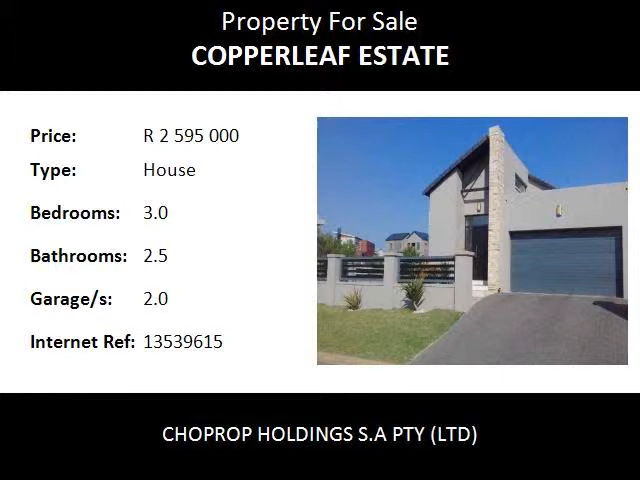 Property For Sale
COPPERLEAF ESTATE
Price: R 2 595 000
Type: House
Bedrooms: 3.0
Bathrooms: 2.5
Garage/s: 2.0
Internet Ref: 13539615
CHOPROP HOLDINGS S.A PTY (LTD)